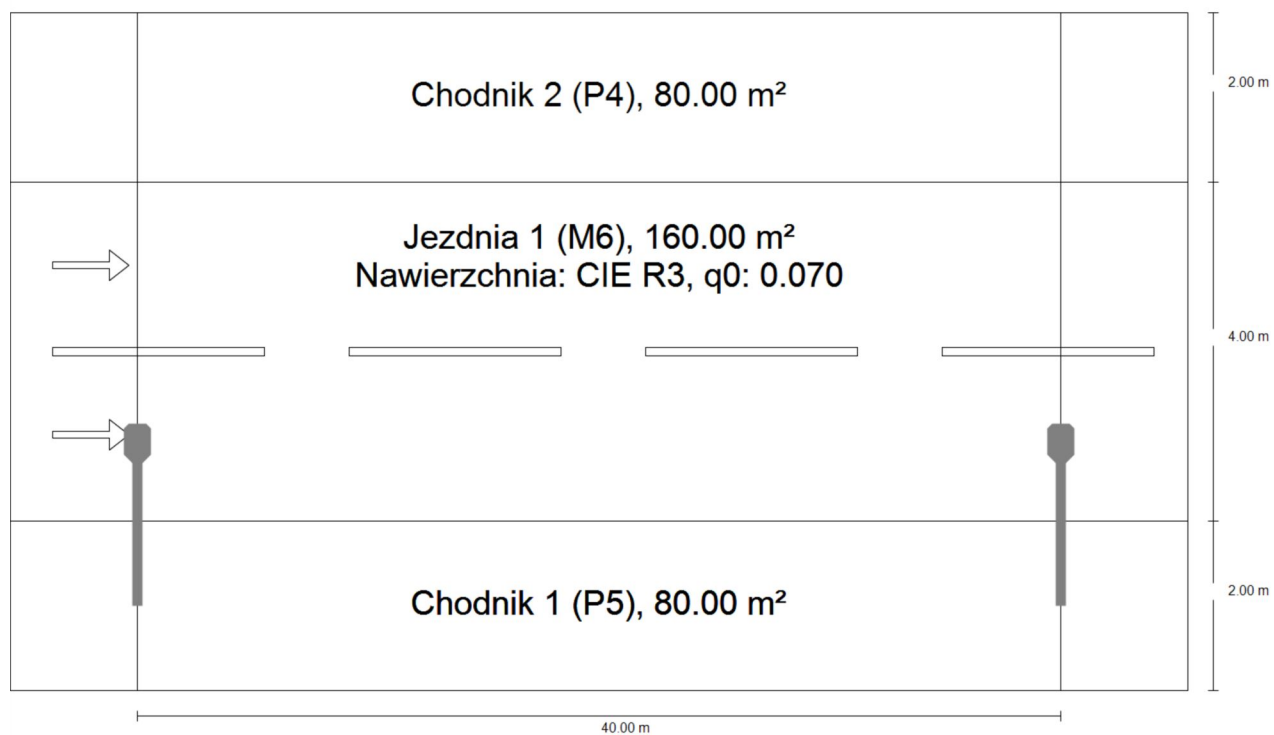 Chodnik 2 (P4), 80.00 m²
2.00 m
Jezdnia 1 (M6), 160.00 m²
Nawierzchnia: CIE R3, q0: 0.070
4.00 m
Chodnik 1 (P5), 80.00 m²
2.00 m
40.00 m